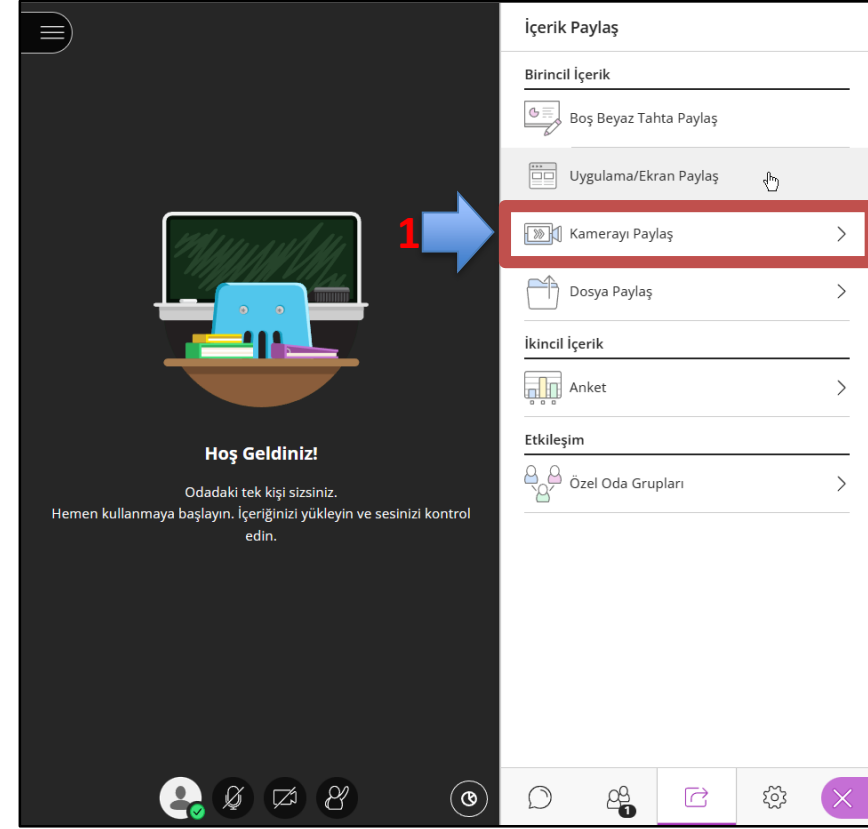 İçerik Paylaş
Birincil İçerik
Boş Beyaz Tahta Paylaş
Uygulama/Ekran Paylaş
1
Kamerayı Paylaş
Dosya Paylaş
İkincil İçerik
Anket
Etkileşim
Özel Oda Grupları
Hoş Geldiniz!
Odadaki tek kişi sizsiniz.
Hemen kullanmaya başlayın. İçeriğinizi yükleyin ve sesinizi kontrol
edin.
1